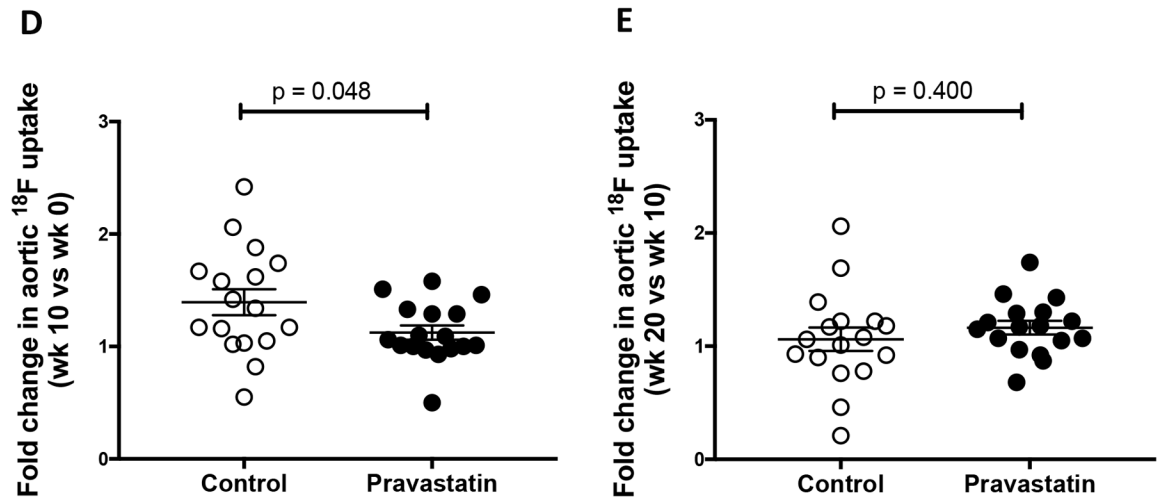 D
p = 0.048
Fold change in aortic ¹⁸F uptake
(wk 10 vs wk 0)
3
2
1
0
Control
Pravastatin
E
p = 0.400
Fold change in aortic ¹⁸F uptake
(wk 20 vs wk 10)
3
2
1
0
Control
Pravastatin